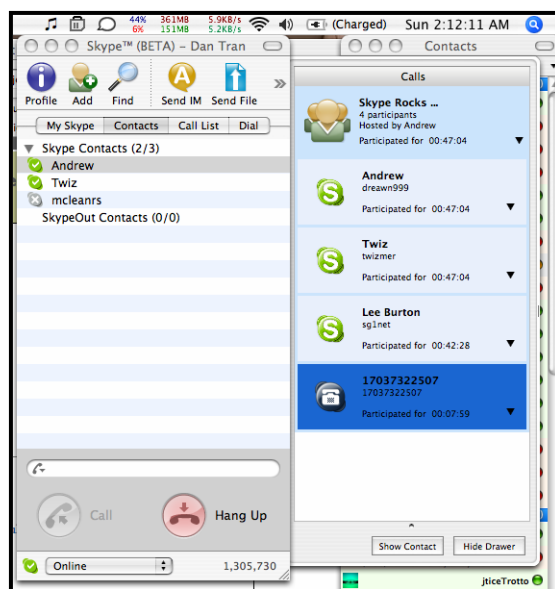 44% 361MB 5.9KB/s
6% 151MB 5.2KB/s
(Charged) Sun 2:12:11 AM
Skype™ (BETA) – Dan Tran
Profile Add Find Send IM Send File »
My Skype Contacts Call List Dial
Skype Contacts (2/3)
Andrew
Twiz
mcleanrs
SkypeOut Contacts (0/0)
Call Hang Up
Online 1,305,730
Contacts
Calls
Skype Rocks ...
4 participants
Hosted by Andrew
Participated for 00:47:04
Andrew
dreawn999
Participated for 00:47:04
Twiz
twizmer
Participated for 00:47:04
Lee Burton
sg1net
Participated for 00:42:28
17037322507
17037322507
Participated for 00:07:59
Show Contact Hide Drawer
jticeTrotto